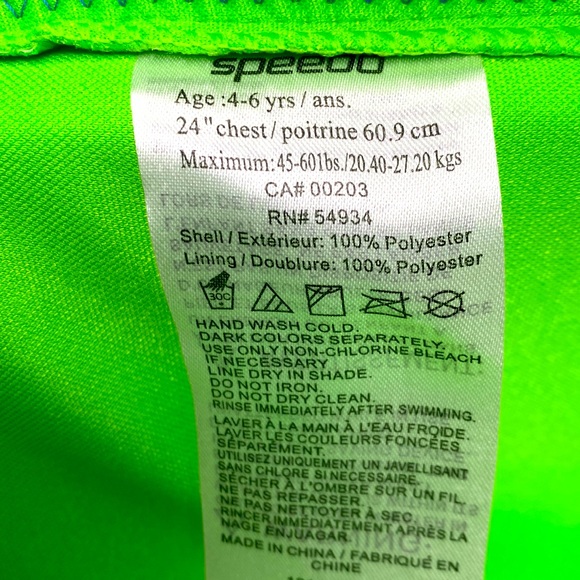 speedo
Age :4-6 yrs / ans.
24" chest / poitrine 60.9 cm
Maximum: 45-60lbs./20.40-27.20 kgs
CA# 00203
RN# 54934
Shell / Extérieur: 100% Polyester
Lining / Doublure: 100% Polyester
30C
HAND WASH COLD.
DARK COLORS SEPARATELY.
USE ONLY NON-CHLORINE BLEACH
IF NECESSARY
LINE DRY IN SHADE.
DO NOT IRON.
DO NOT DRY CLEAN.
RINSE IMMEDIATELY AFTER SWIMMING.
LAVER À LA MAIN À L'EAU FROIDE.
LAVER LES COULEURS FONCÉES
SÉPARÉMENT.
UTILISEZ UNIQUEMENT UN JAVELLISANT
SANS CHLORE SI NECESSAIRE.
SÉCHER À L'OMBRE SUR UN FIL.
NE PAS REPASSER.
NE PAS NETTOYER À SEC.
RINCER IMMÉDIATEMENT APRÈS LA
NAGE ENJUAGAR.
MADE IN CHINA / FABRIQUÉ EN
CHINE